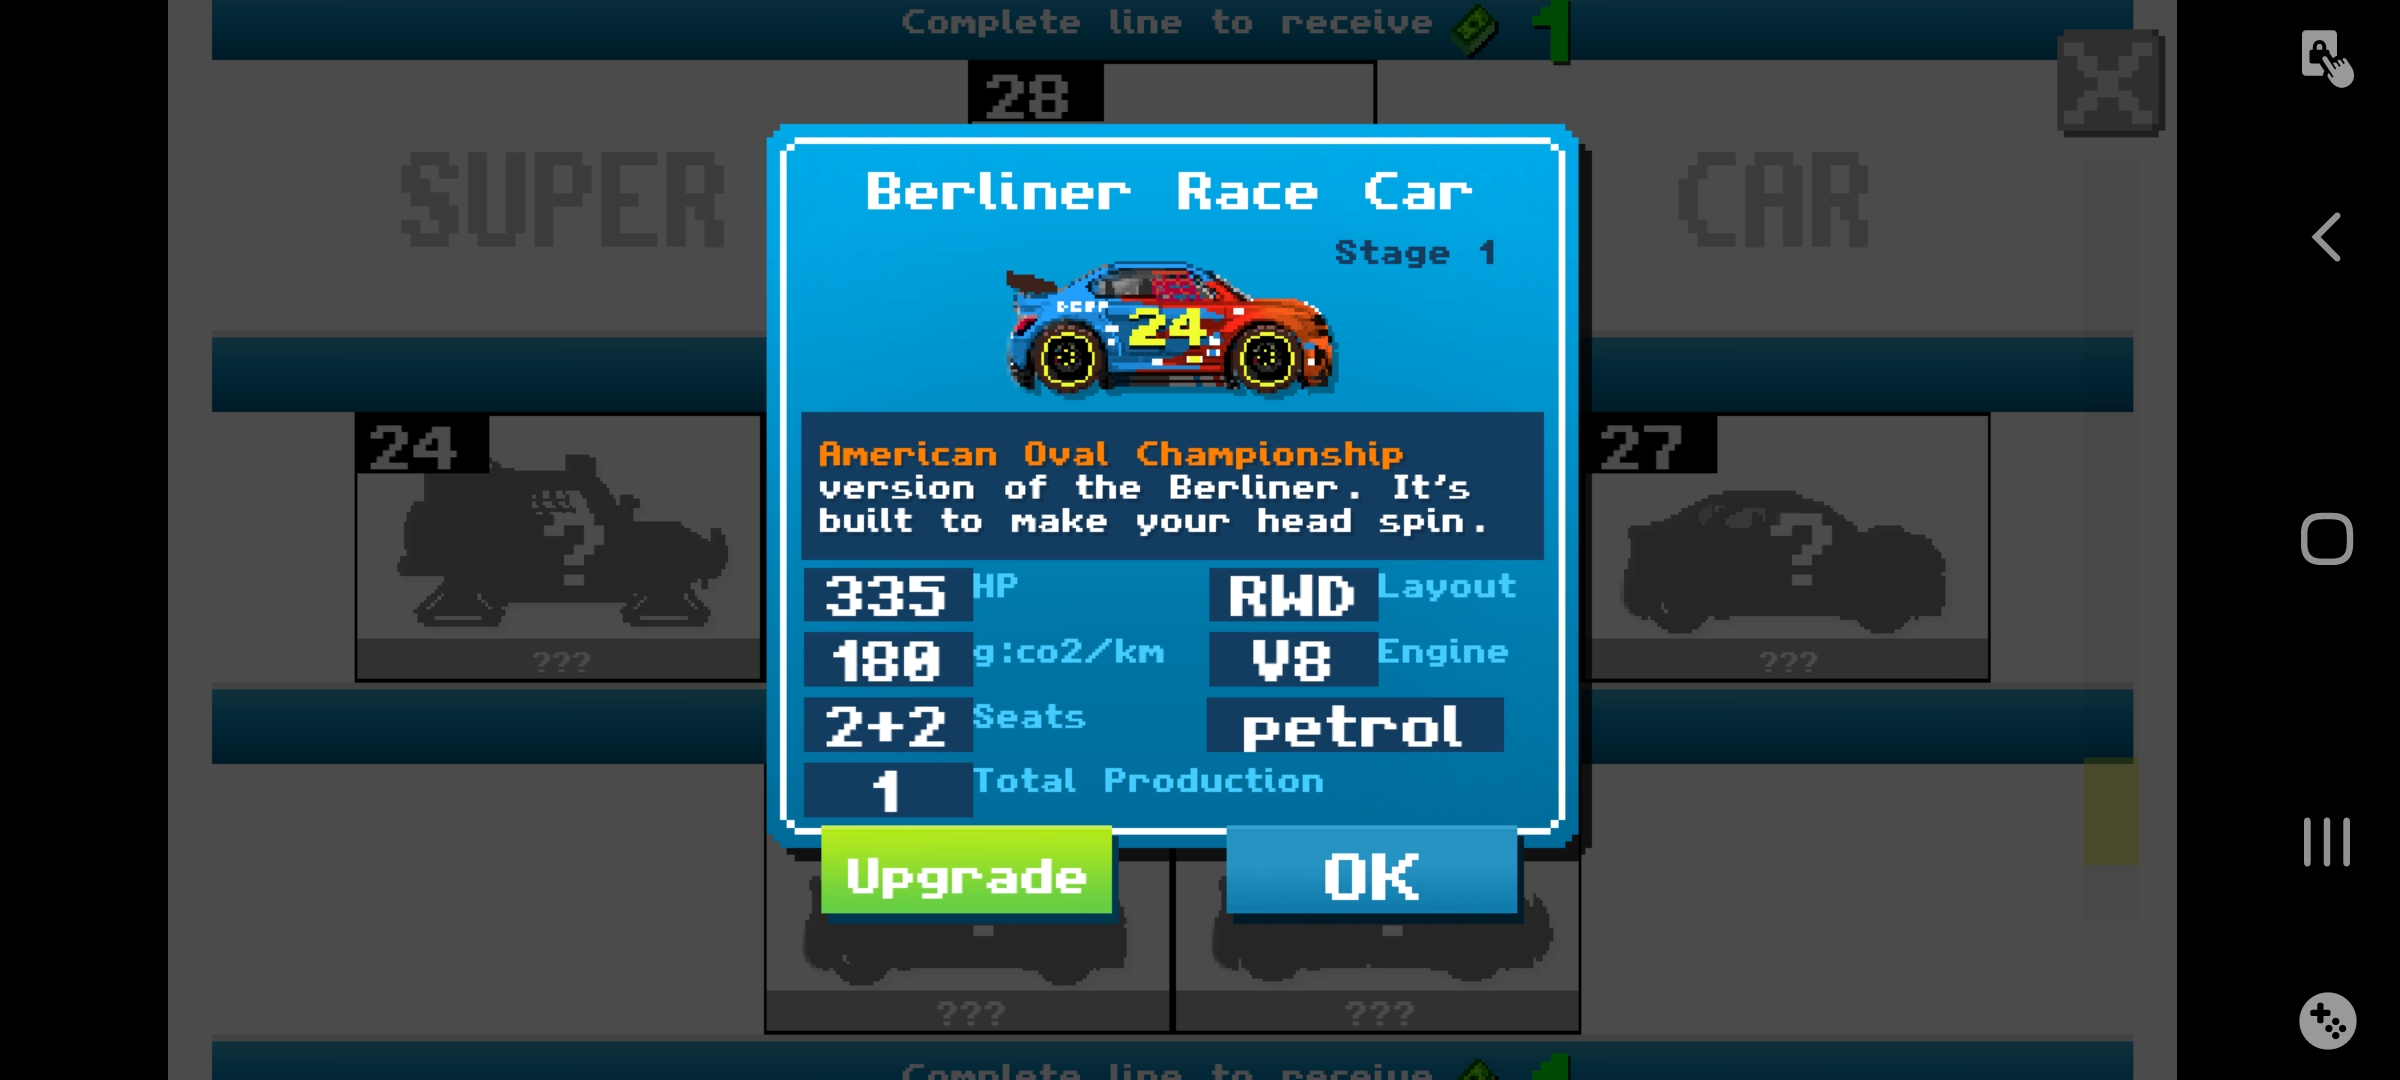 Complete line to receive 1
28
SUPER CAR
Berliner Race Car
Stage 1
24
American Oval Championship
version of the Berliner. It's
built to make your head spin.
24
???
27
???
335 HP
RWD Layout
180 g:co2/km
V8 Engine
2+2 Seats
petrol
1 Total Production
Upgrade
OK
???
???
Complete line to receive 1